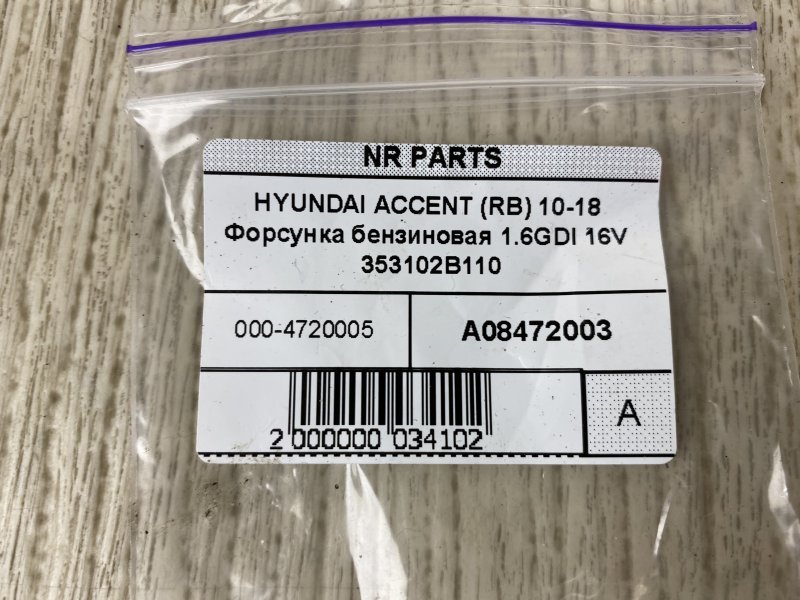 NR PARTS
HYUNDAI ACCENT (RB) 10-18
Форсунка бензиновая 1.6GDI 16V
353102B110
000-4720005
A08472003
2 000000 034102
A